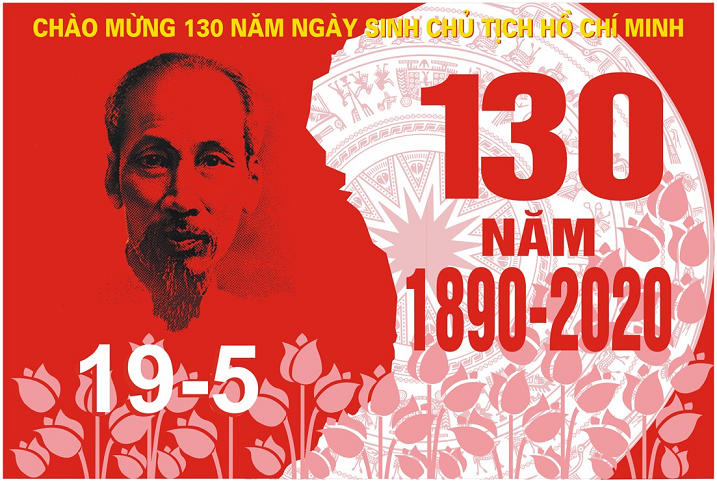 CHÀO MỪNG 130 NĂM NGÀY SINH CHỦ TỊCH HỒ CHÍ MINH
130
NĂM
1890-2020
19-5